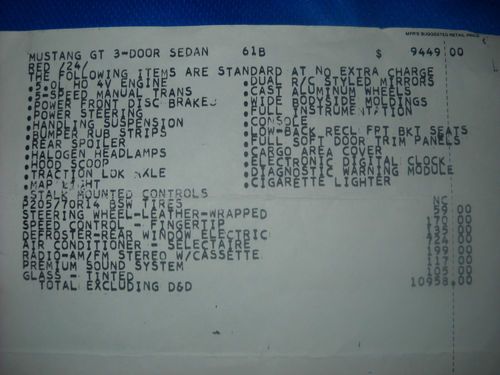 MFR'S SUGGESTED RETAIL PRICE
MUSTANG GT 3-DOOR SEDAN 61B $ 9449.00
RED /24/
THE FOLLOWING ITEMS ARE STANDARD AT NO EXTRA CHARGE
•5.0L HO 4V ENGINE •DUAL R/C STYLED MIRRORS
•5-SPEED MANUAL TRANS •CAST ALUMINUM WHEELS
•POWER FRONT DISC BRAKES •WIDE BODYSIDE MOLDINGS
•POWER STEERING •FULL INSTRUMENTATION
•HANDLING SUSPENSION •CONSOLE
•BUMPER RUB STRIPS •LOW-BACK RECL FRT BKT SEATS
•REAR SPOILER •FULL SOFT DOOR TRIM PANELS
•HALOGEN HEADLAMPS •CARGO AREA COVER
•HOOD SCOOP •ELECTRONIC DIGITAL CLOCK
•TRACTION LOK AXLE •DIAGNOSTIC WARNING MODULE
•MAP LIGHT •CIGARETTE LIGHTER
•STALK MOUNTED CONTROLS
P205/70R14 BSW TIRES NC
STEERING WHEEL-LEATHER-WRAPPED 59.00
SPEED CONTROL - FINGERTIP 170.00
DEFROSTER REAR WINDOW ELECTRIC 135.00
AIR CONDITIONER - SELECTAIRE 724.00
RADIO-AM/FM STEREO W/CASSETTE 199.00
PREMIUM SOUND SYSTEM 117.00
GLASS - TINTED 105.00
TOTAL EXCLUDING D&D 10958.00